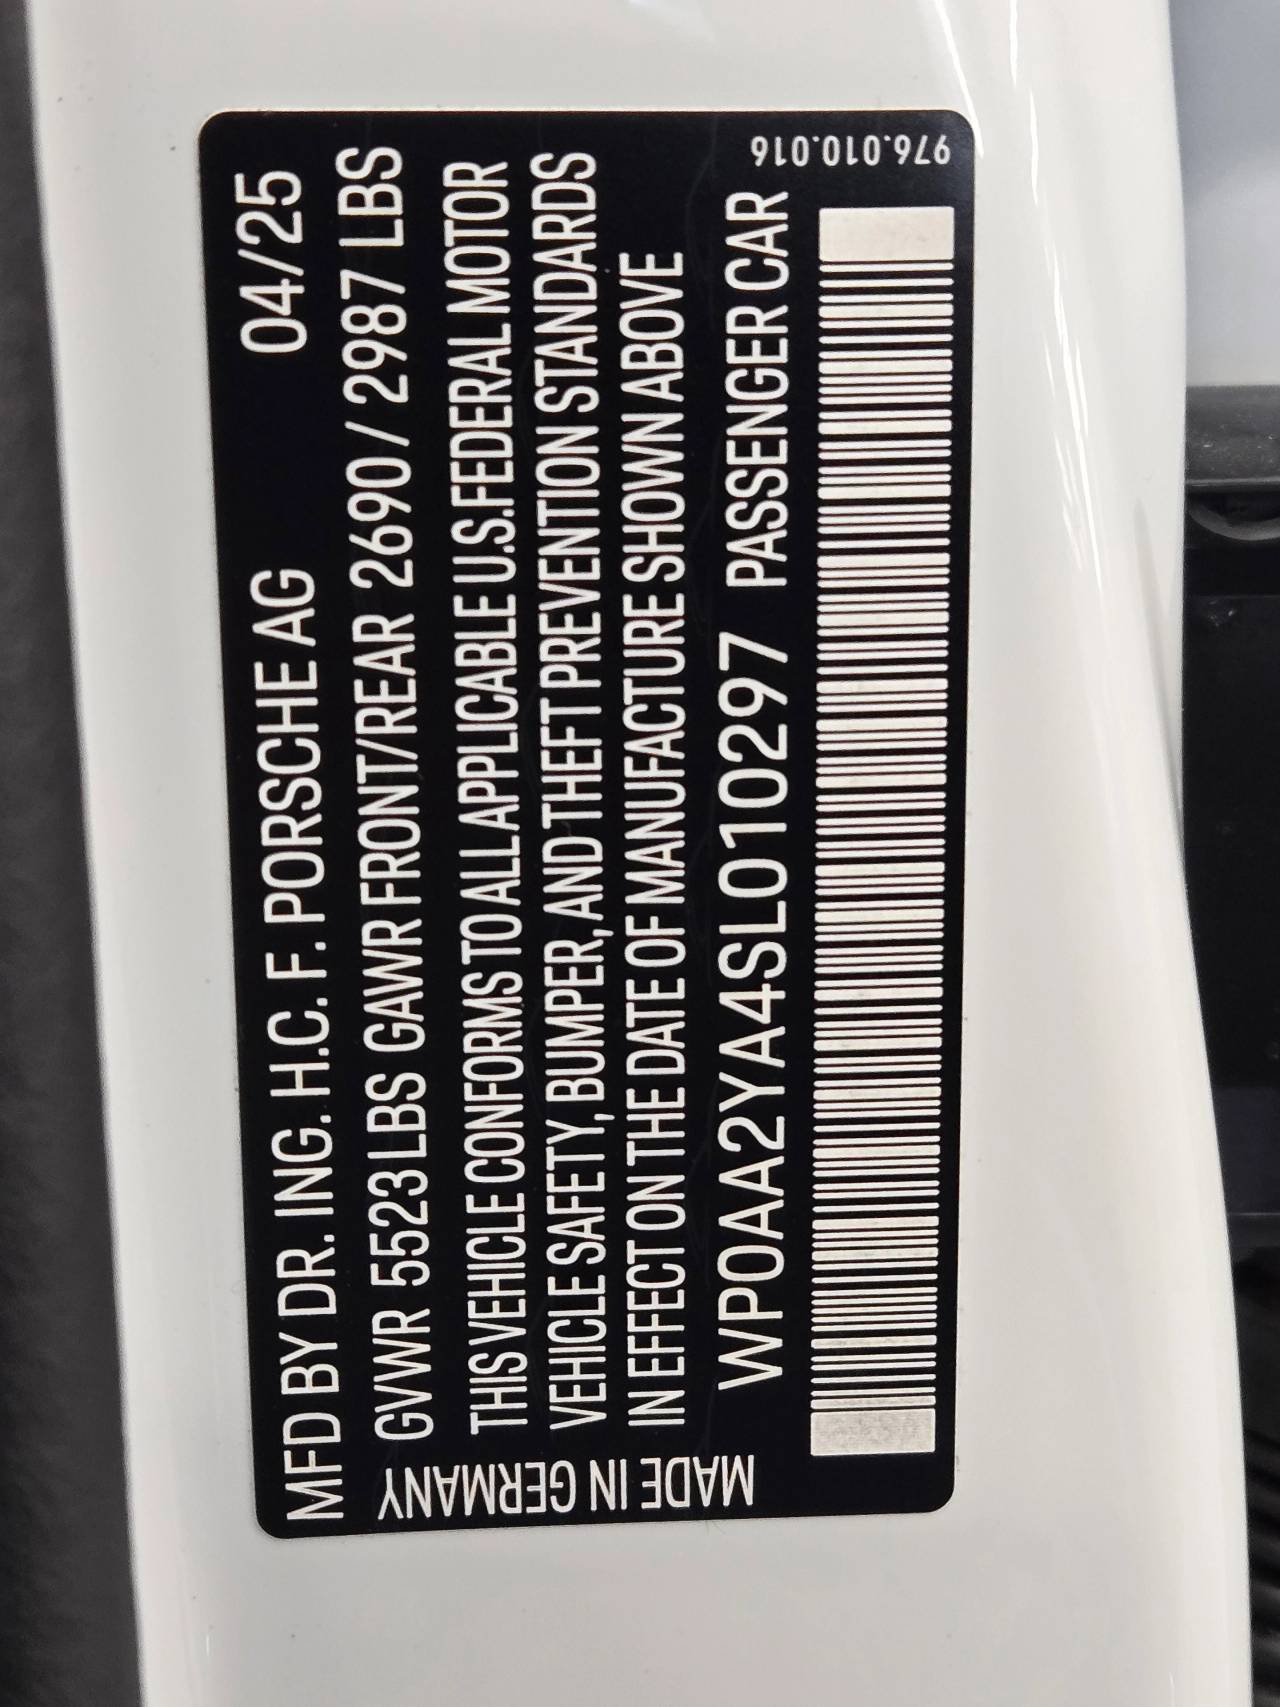 MFD BY DR. ING. H.C. F. PORSCHE AG 04/25
GVWR 5523 LBS GAWR FRONT/REAR 2690 / 2987 LBS
THIS VEHICLE CONFORMS TO ALL APPLICABLE U.S. FEDERAL MOTOR
VEHICLE SAFETY, BUMPER, AND THEFT PREVENTION STANDARDS
IN EFFECT ON THE DATE OF MANUFACTURE SHOWN ABOVE
WP0AA2YA4SL010297 PASSENGER CAR
MADE IN GERMANY
976.010.016